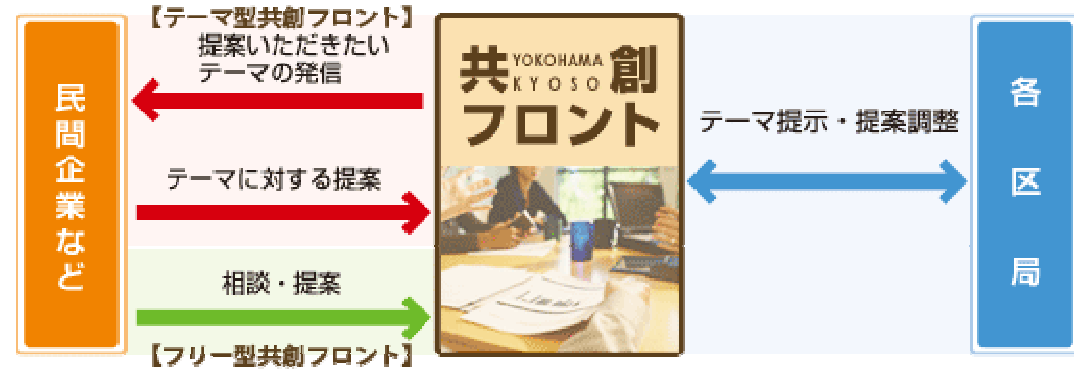 【テーマ型共創フロント】
提案いただきたい
テーマの発信
民間企業など
テーマに対する提案
相談・提案
【フリー型共創フロント】
共 YOKOHAMA KYOSO 創
フロント
テーマ提示・提案調整
各区局